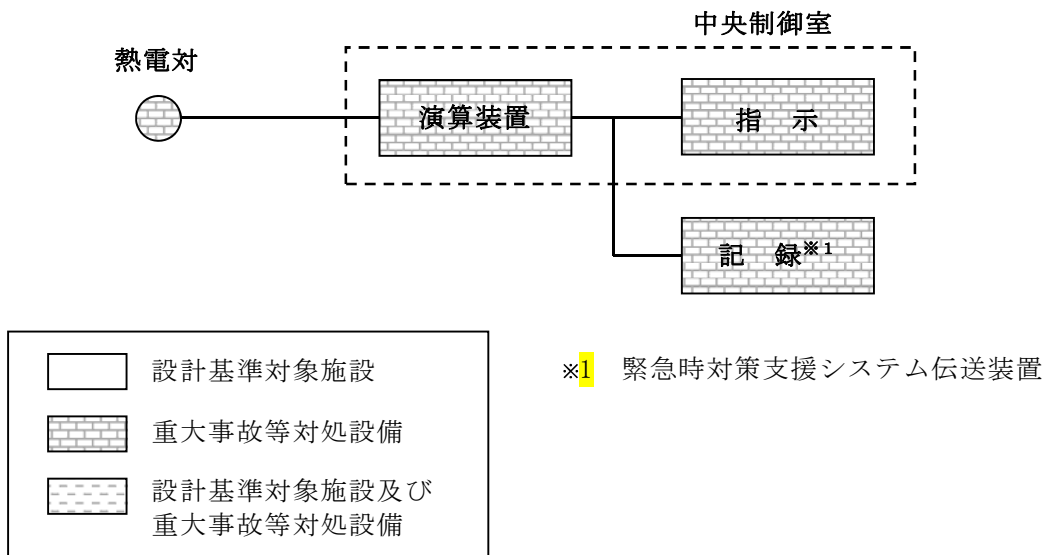 中央制御室
熱電対
演算装置
指 示
記 録※1
設計基準対象施設
重大事故等対処設備
設計基準対象施設及び
重大事故等対処設備
※1 緊急時対策支援システム伝送装置